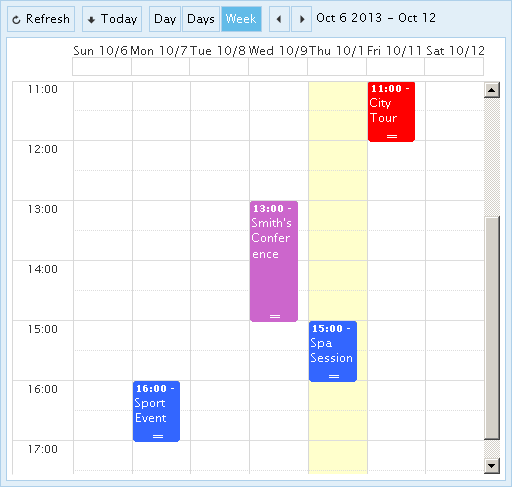 Refresh Today Day Days Week Oct 6 2013 - Oct 12
Sun 10/6 Mon 10/7 Tue 10/8 Wed 10/9 Thu 10/1 Fri 10/11 Sat 10/12
11:00
11:00 -
City
Tour
12:00
13:00
13:00 -
Smith's
Confer
ence
14:00
15:00
15:00 -
Spa
Session
16:00
16:00 -
Sport
Event
17:00